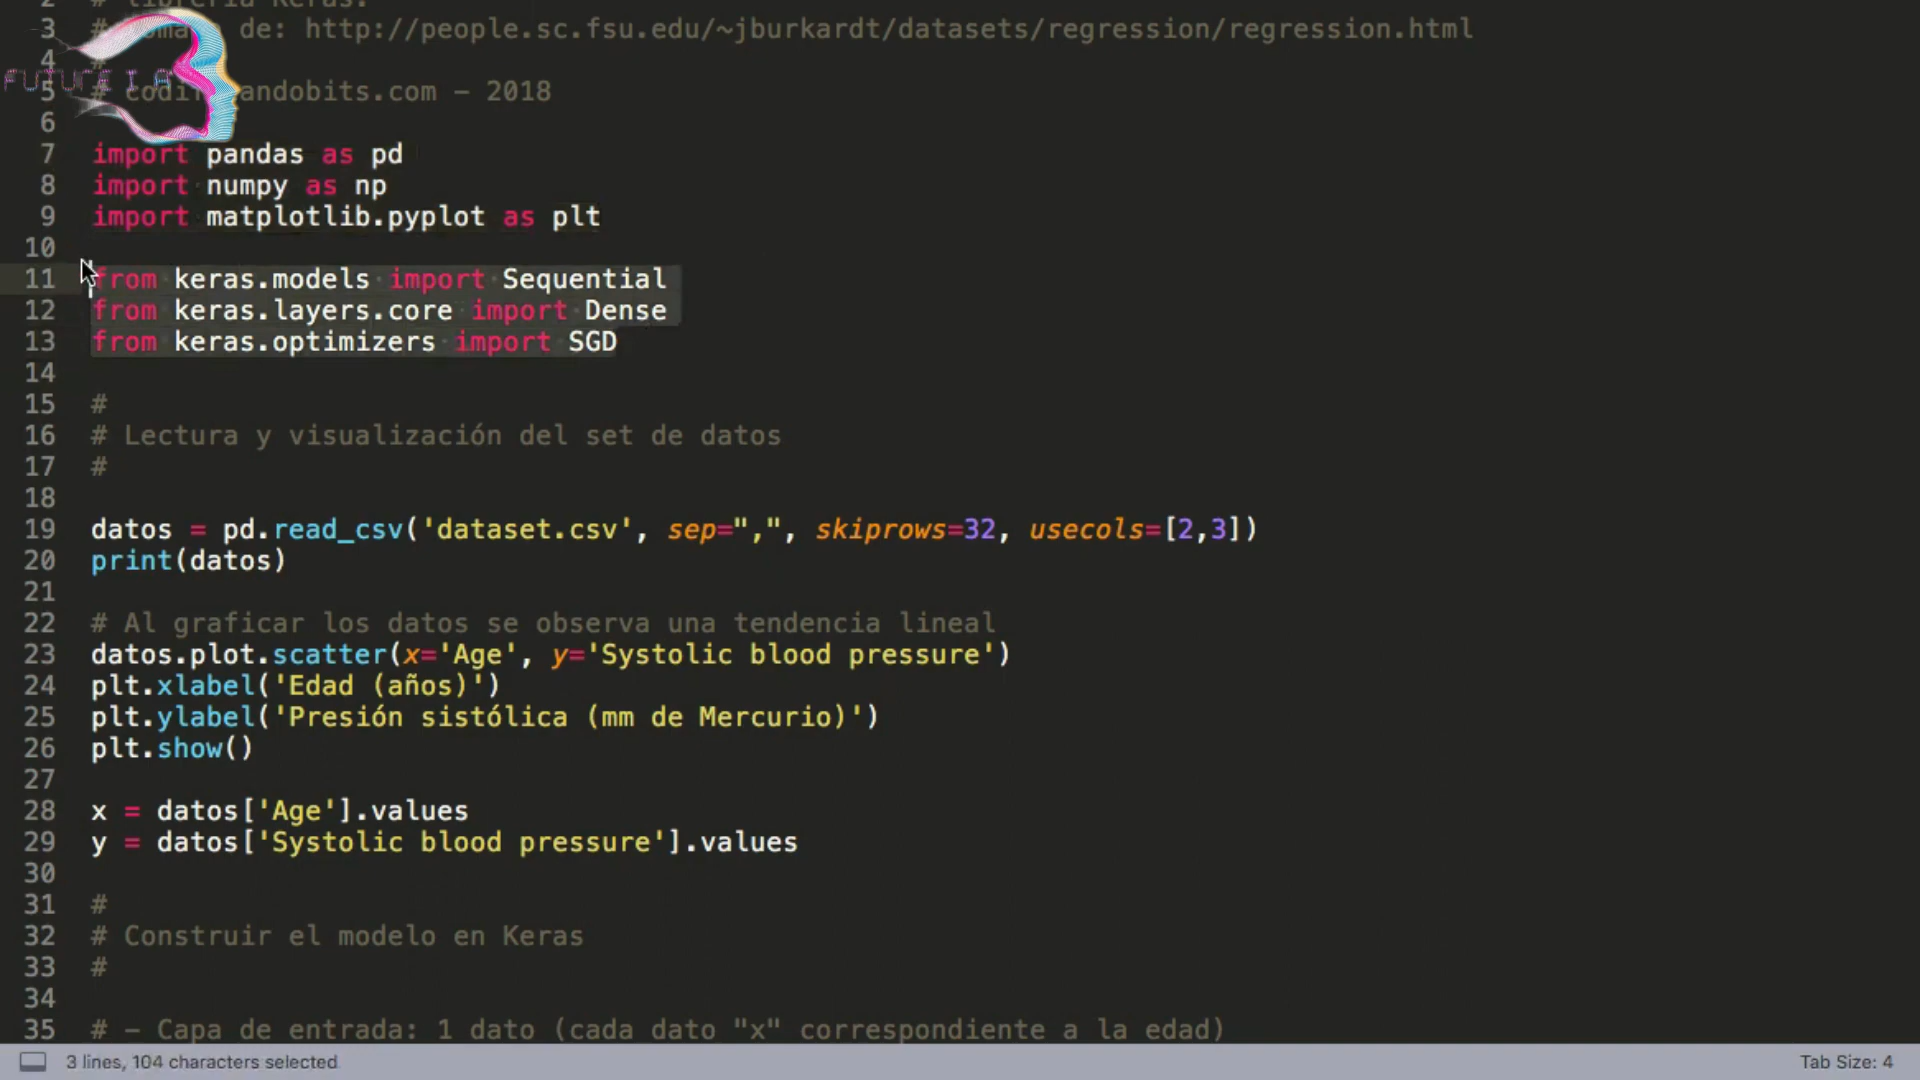 2 # librería Keras.
3 # de: http://people.sc.fsu.edu/~jburkardt/datasets/regression/regression.html
4 #
FUTURE I A
5 # codif andobits.com – 2018
6
7 import pandas as pd
8 import numpy as np
9 import matplotlib.pyplot as plt
10
11 from keras.models import Sequential
12 from keras.layers.core import Dense
13 from keras.optimizers import SGD
14
15 #
16 # Lectura y visualización del set de datos
17 #
18
19 datos = pd.read_csv('dataset.csv', sep=",", skiprows=32, usecols=[2,3])
20 print(datos)
21
22 # Al graficar los datos se observa una tendencia lineal
23 datos.plot.scatter(x='Age', y='Systolic blood pressure')
24 plt.xlabel('Edad (años)')
25 plt.ylabel('Presión sistólica (mm de Mercurio)')
26 plt.show()
27
28 x = datos['Age'].values
29 y = datos['Systolic blood pressure'].values
30
31 #
32 # Construir el modelo en Keras
33 #
34
35 # – Capa de entrada: 1 dato (cada dato "x" correspondiente a la edad)
3 lines, 104 characters selected
Tab Size: 4